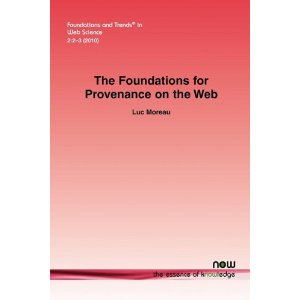 Foundations and Trends® in
Web Science
2:2-3 (2010)
The Foundations for
Provenance on the Web
Luc Moreau
now
the essence of knowledge